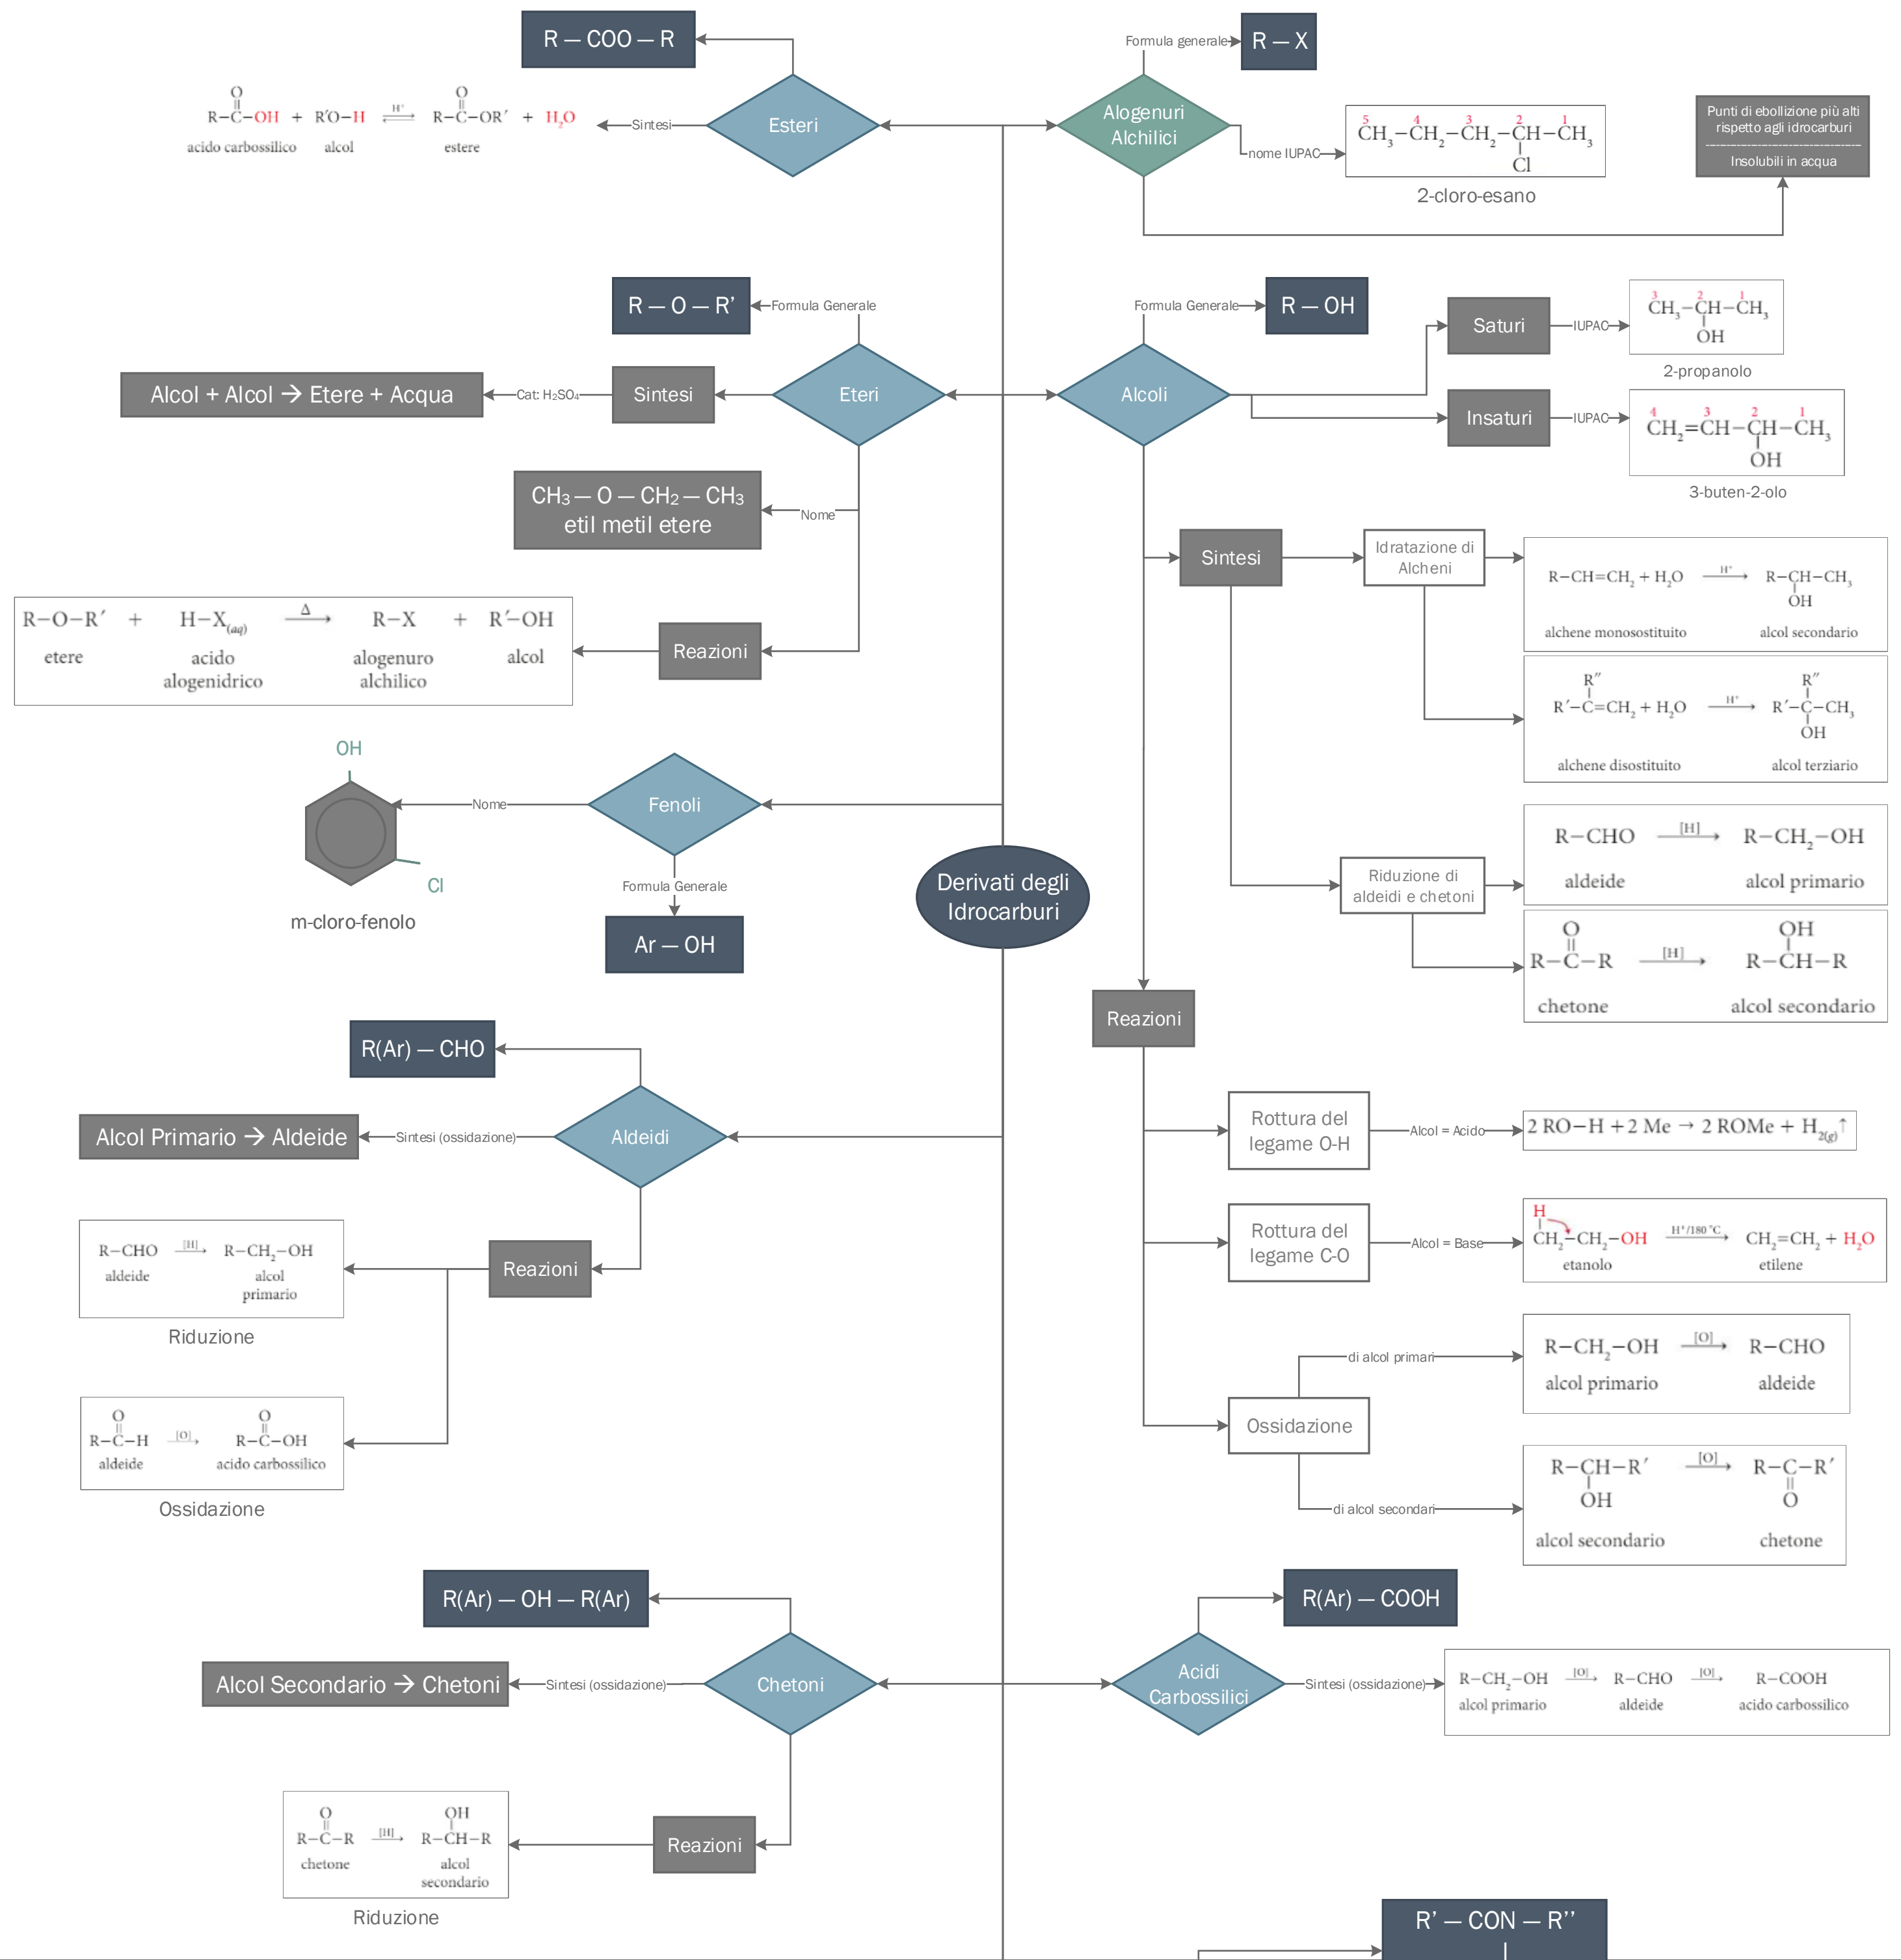 R — COO — R
O
R–C–OH + R′O–H ⇌ R–C–OR′ + H₂O
H⁺
O
acido carbossilico alcol estere
Sintesi
Esteri
Formula generale
R — X
Alogenuri
Alchilici
nome IUPAC
5 4 3 2 1
CH₃–CH₂–CH₂–CH–CH₃
Cl
2-cloro-esano
Punti di ebollizione più alti
rispetto agli idrocarburi
Insolubili in acqua
R — O — R’
Formula Generale
Alcol + Alcol → Etere + Acqua
Cat: H₂SO₄
Sintesi
Eteri
CH₃ — O — CH₂ — CH₃
etil metil etere
Nome
R–O–R′ + H–X(aq) →Δ R–X + R′–OH
etere acido alogenuro alcol
alogenidrico alchilico
Reazioni
Formula Generale
R — OH
Alcoli
Saturi
IUPAC
3 2 1
CH₃–CH–CH₃
OH
2-propanolo
Insaturi
IUPAC
4 3 2 1
CH₂=CH–CH–CH₃
OH
3-buten-2-olo
Sintesi
Idratazione di
Alcheni
R–CH=CH₂ + H₂O →H⁺ R–CH–CH₃
OH
alchene monosostituito alcol secondario
R″ R″
R′–C=CH₂ + H₂O →H⁺ R′–C–CH₃
OH
alchene disostituito alcol terziario
Riduzione di
aldeidi e chetoni
R–CHO →[H] R–CH₂–OH
aldeide alcol primario
O OH
R–C–R →[H] R–CH–R
chetone alcol secondario
OH
Cl
m-cloro-fenolo
Nome
Fenoli
Formula Generale
Ar — OH
Derivati degli
Idrocarburi
Reazioni
Rottura del
legame O-H
Alcol = Acido
2 RO–H + 2 Me → 2 ROMe + H₂(g)↑
Rottura del
legame C-O
Alcol = Base
H
CH₂–CH₂–OH →H⁺/180 °C CH₂=CH₂ + H₂O
etanolo etilene
Ossidazione
di alcol primari
R–CH₂–OH →[O] R–CHO
alcol primario aldeide
di alcol secondari
R–CH–R′ →[O] R–C–R′
OH O
alcol secondario chetone
R(Ar) — CHO
Alcol Primario → Aldeide
Sintesi (ossidazione)
Aldeidi
Reazioni
R–CHO →[H] R–CH₂–OH
aldeide alcol
primario
Riduzione
O O
R–C–H →[O] R–C–OH
aldeide acido carbossilico
Ossidazione
R(Ar) — OH — R(Ar)
Alcol Secondario → Chetoni
Sintesi (ossidazione)
Chetoni
Reazioni
O OH
R–C–R →[H] R–CH–R
chetone alcol
secondario
Riduzione
R(Ar) — COOH
Acidi
Carbossilici
Sintesi (ossidazione)
R–CH₂–OH →[O] R–CHO →[O] R–COOH
alcol primario aldeide acido carbossilico
R’ — CON — R’’